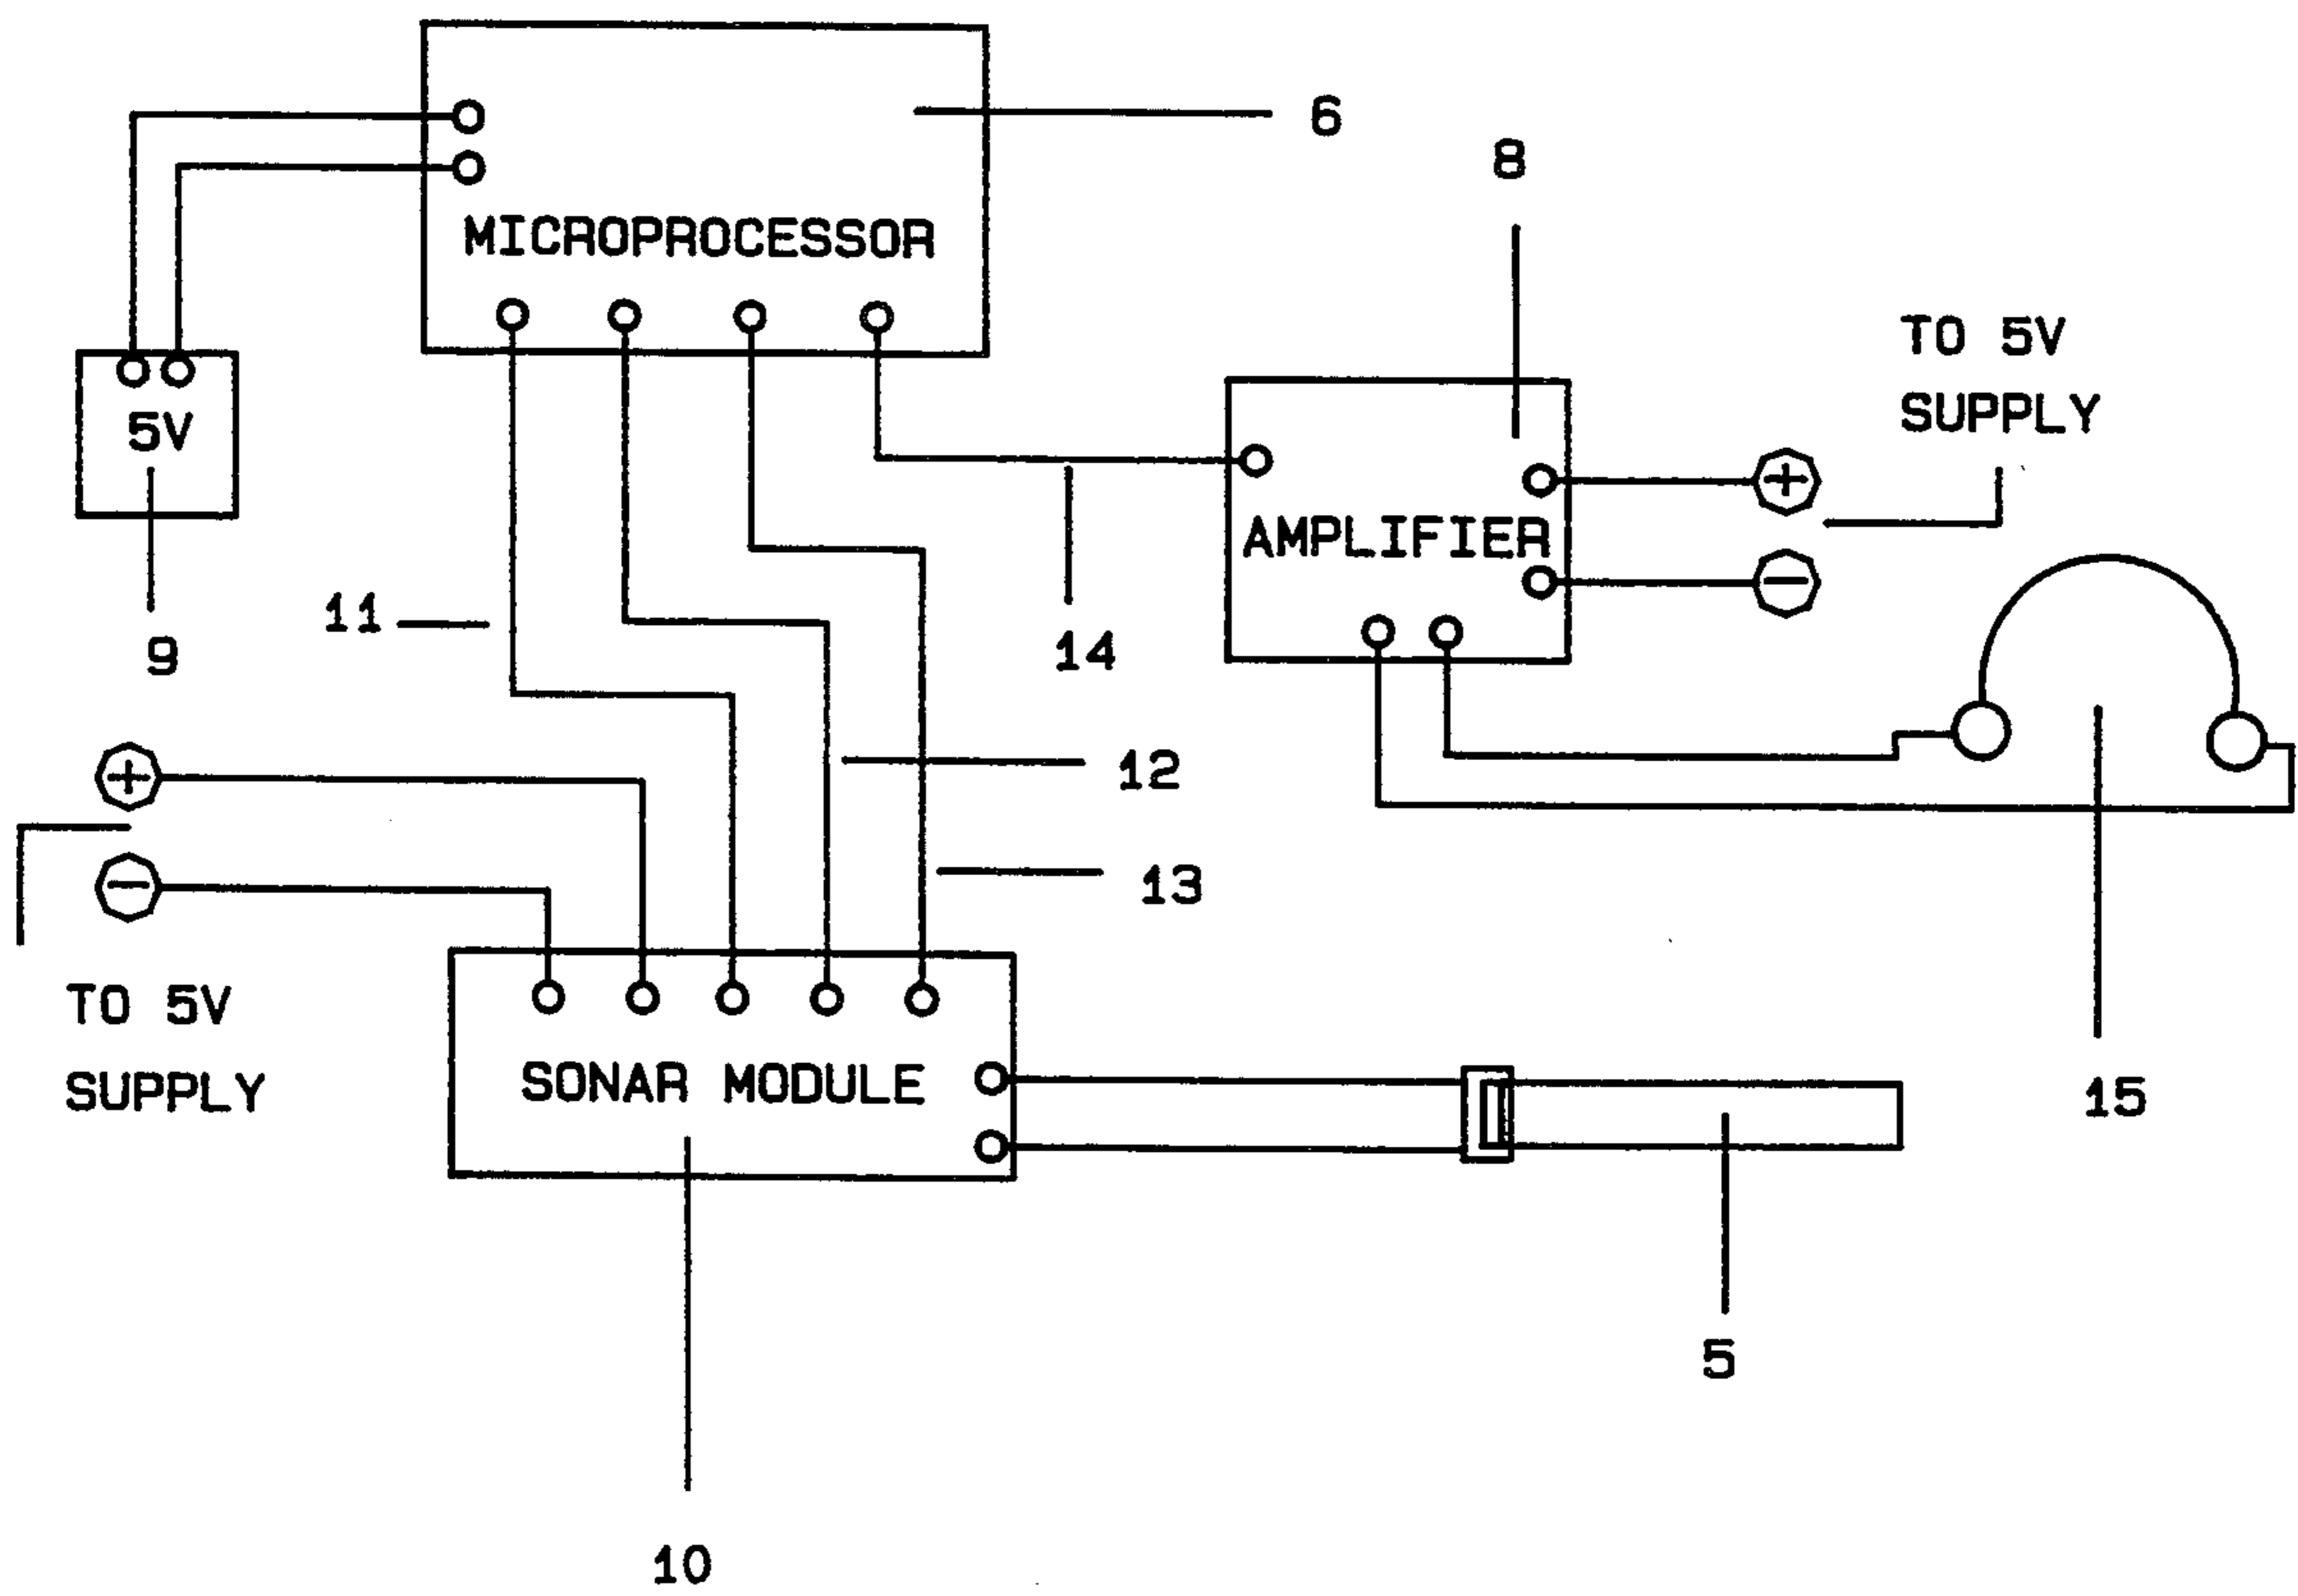 6
8
MICROPROCESSOR
TO 5V
SUPPLY
5V
AMPLIFIER
+
−
11
9
14
12
+
13
−
TO 5V
SUPPLY
SONAR MODULE
15
5
10